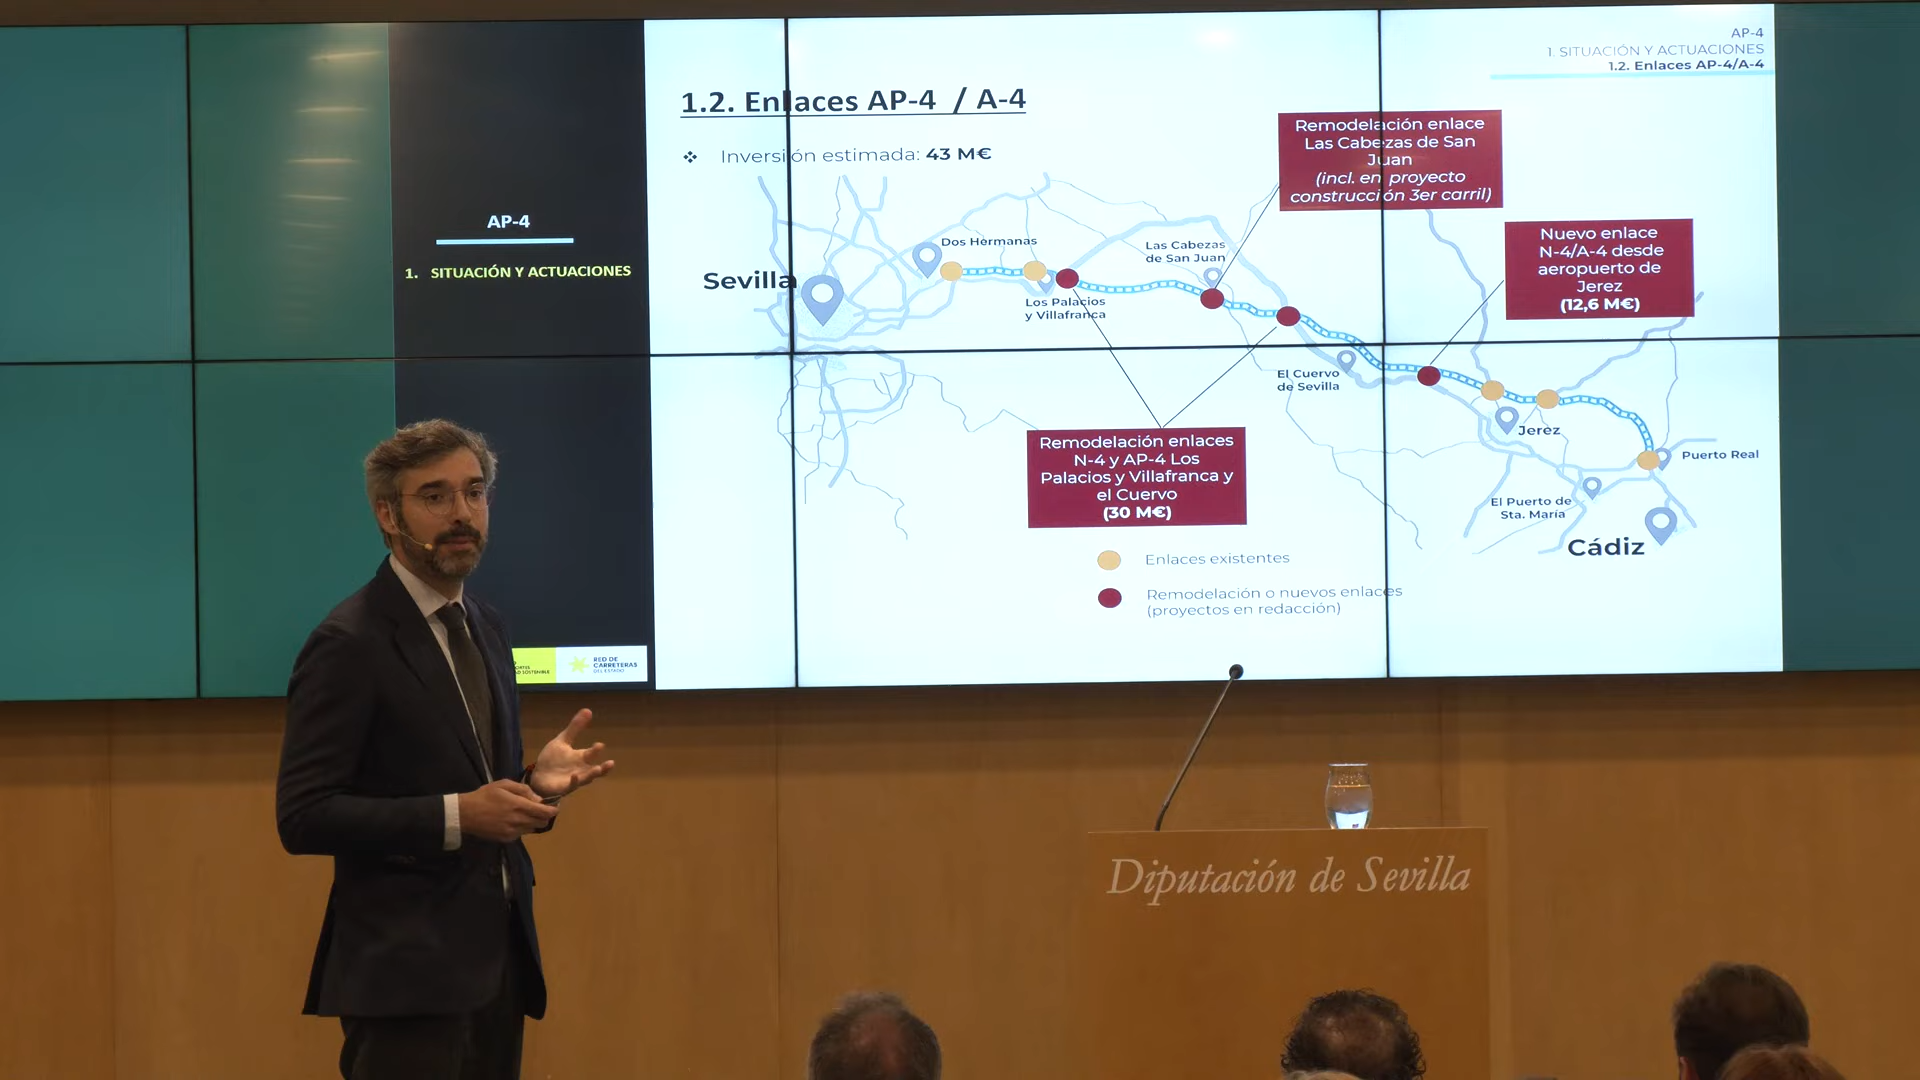 AP-4
1. SITUACIÓN Y ACTUACIONES
RED DE
CARRETERAS
DEL ESTADO
AP-4
1. SITUACIÓN Y ACTUACIONES
1.2. Enlaces AP-4/A-4
1.2. Enlaces AP-4 / A-4
Inversión estimada: 43 M€
Remodelación enlace
Las Cabezas de San
Juan
(incl. en proyecto
construcción 3er carril)
Nuevo enlace
N-4/A-4 desde
aeropuerto de
Jerez
(12,6 M€)
Dos Hermanas
Las Cabezas
de San Juan
Sevilla
Los Palacios
y Villafranca
El Cuervo
de Sevilla
Jerez
Puerto Real
El Puerto de
Sta. María
Cádiz
Remodelación enlaces
N-4 y AP-4 Los
Palacios y Villafranca y
el Cuervo
(30 M€)
Enlaces existentes
Remodelación o nuevos enlaces
(proyectos en redacción)
Diputación de Sevilla